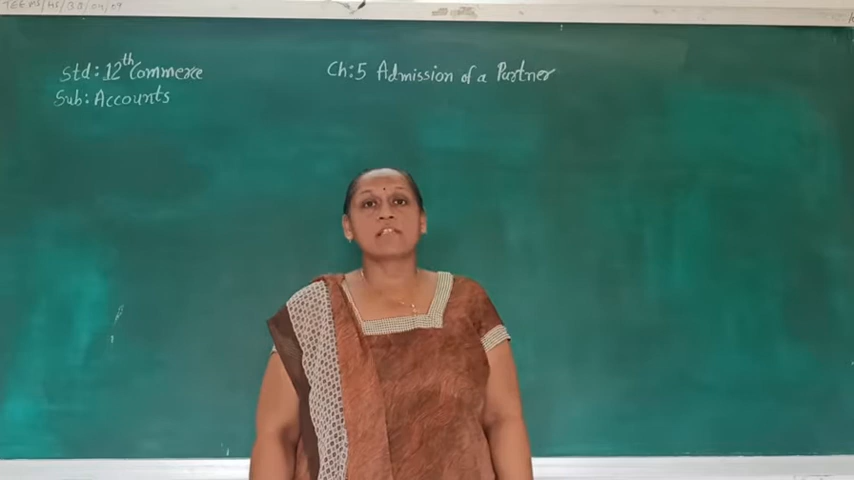 Std: 12th Commerce
Sub: Accounts
Ch: 5 Admission of a Partner